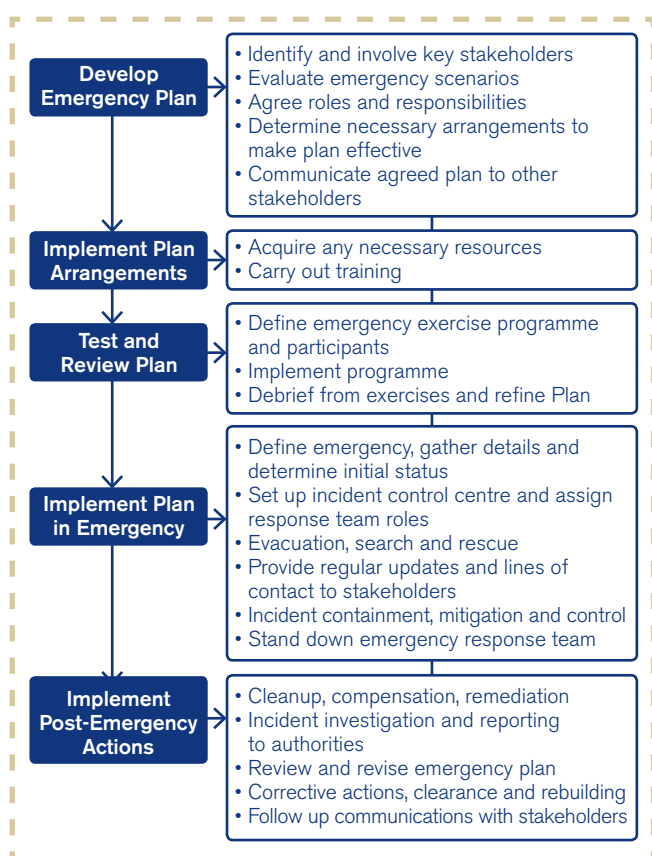 Develop
Emergency Plan
• Identify and involve key stakeholders
• Evaluate emergency scenarios
• Agree roles and responsibilities
• Determine necessary arrangements to
make plan effective
• Communicate agreed plan to other
stakeholders
Implement Plan
Arrangements
• Acquire any necessary resources
• Carry out training
Test and
Review Plan
• Define emergency exercise programme
and participants
• Implement programme
• Debrief from exercises and refine Plan
Implement Plan
in Emergency
• Define emergency, gather details and
determine initial status
• Set up incident control centre and assign
response team roles
• Evacuation, search and rescue
• Provide regular updates and lines of
contact to stakeholders
• Incident containment, mitigation and control
• Stand down emergency response team
Implement
Post-Emergency
Actions
• Cleanup, compensation, remediation
• Incident investigation and reporting
to authorities
• Review and revise emergency plan
• Corrective actions, clearance and rebuilding
• Follow up communications with stakeholders